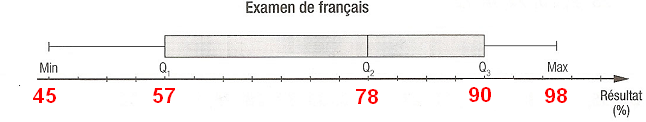 Examen de français
Min Q1 Q2 Q3 Max
45 57 78 90 98 Résultat
(%)